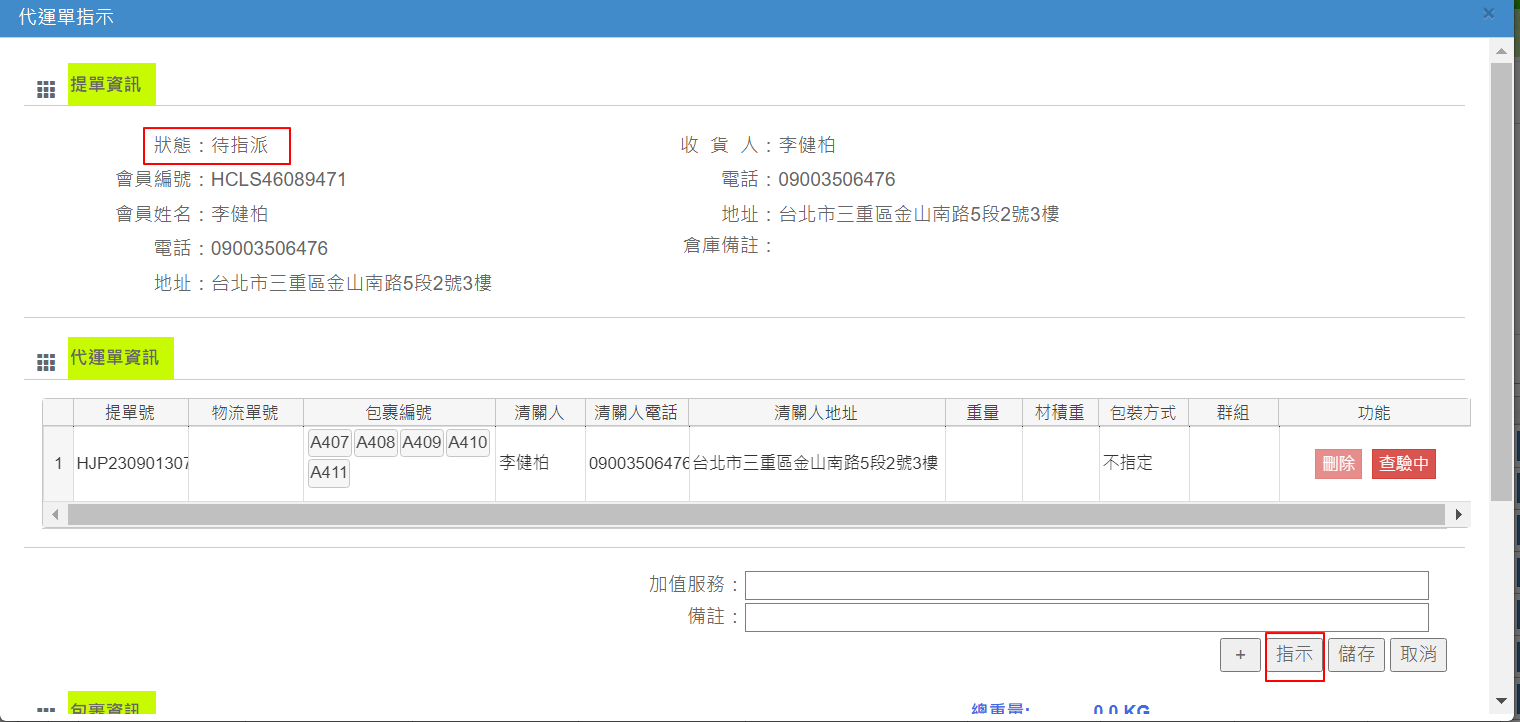 代運單指示
×
提單資訊
狀態：待指派
收 貨 人：李健柏
會員編號：HCLS46089471
電話：09003506476
會員姓名：李健柏
地址：台北市三重區金山南路5段2號3樓
電話：09003506476
倉庫備註：
地址：台北市三重區金山南路5段2號3樓
代運單資訊
提單號 物流單號 包裹編號 清關人 清關人電話 清關人地址 重量 材積重 包裝方式 群組 功能
A407 A408 A409 A410
1 HJP230901307 李健柏 09003506476 台北市三重區金山南路5段2號3樓 不指定 刪除 查驗中
A411
加值服務：
備註：
+ 指示 儲存 取消
包裹資訊 總重量: 0.0 KG